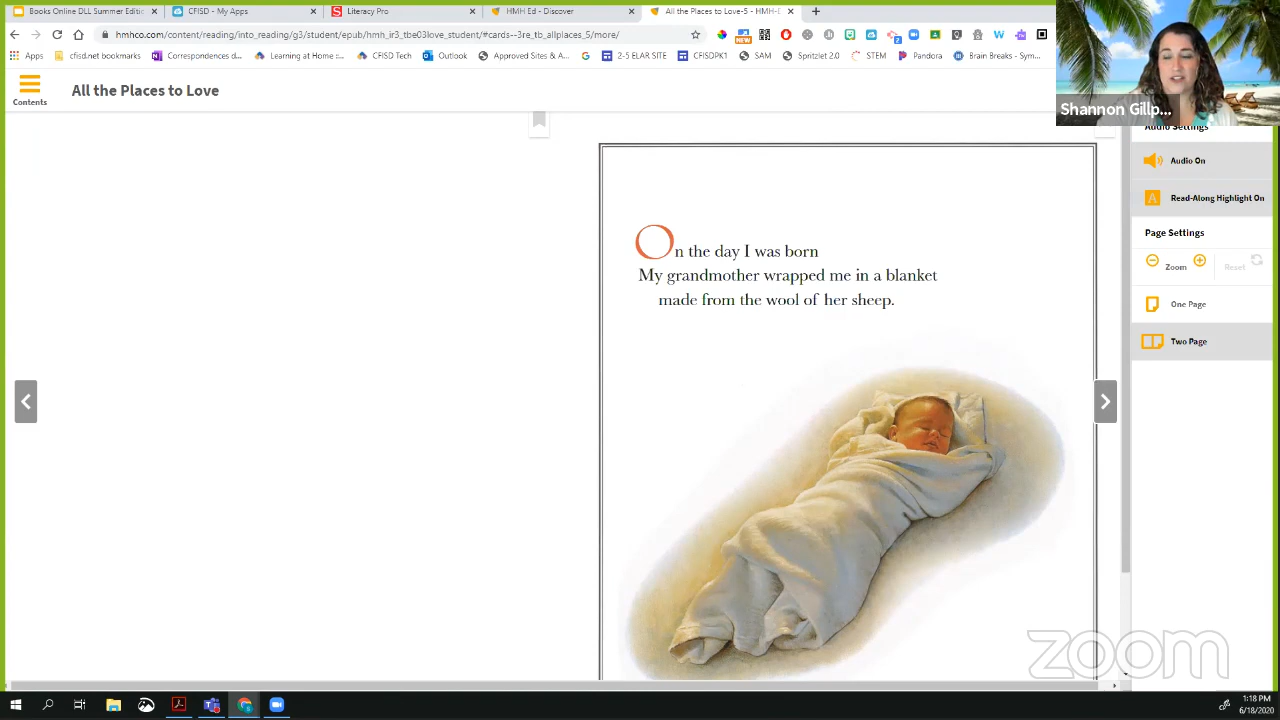 Books Online DLL Summer Editi
CFISD - My Apps
Literacy Pro
HMH Ed - Discover
All the Places to Love-S - HMH-E
hmhco.com/content/reading/into_reading/g3/student/epub/hmh_ir3_tbe03love_student/#cards--3re_tb_allplaces_5/more/
NEW
Apps
cfisd.net bookmarks
Correspondences d...
Learning at Home ::...
CFISD Tech
Outlook
Approved Sites & A...
2-5 ELAR SITE
CFISDPK1
SAM
Spritzlet 2.0
STEM
Pandora
Brain Breaks - Sym...
Contents
All the Places to Love
Shannon Gillp...
On the day I was born
My grandmother wrapped me in a blanket
made from the wool of her sheep.
Audio Settings
Audio On
A Read-Along Highlight On
Page Settings
Zoom
Reset
One Page
Two Page
zoom
1:18 PM
6/18/2020